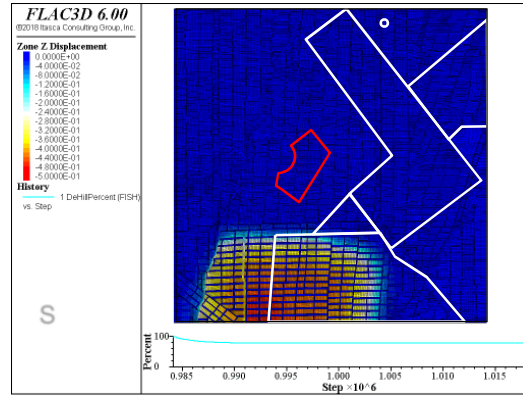 FLAC3D 6.00
©2018 Itasca Consulting Group, Inc.
Zone Z Displacement
0.0000E+00
-4.0000E-02
-8.0000E-02
-1.2000E-01
-1.6000E-01
-2.0000E-01
-2.4000E-01
-2.8000E-01
-3.2000E-01
-3.6000E-01
-4.0000E-01
-4.4000E-01
-4.8000E-01
-5.0000E-01
History
1 DeHillPercent (FISH)
vs. Step
S
Percent
100
0
0.985 0.990 0.995 1.000 1.005 1.010 1.015
Step ×10^6